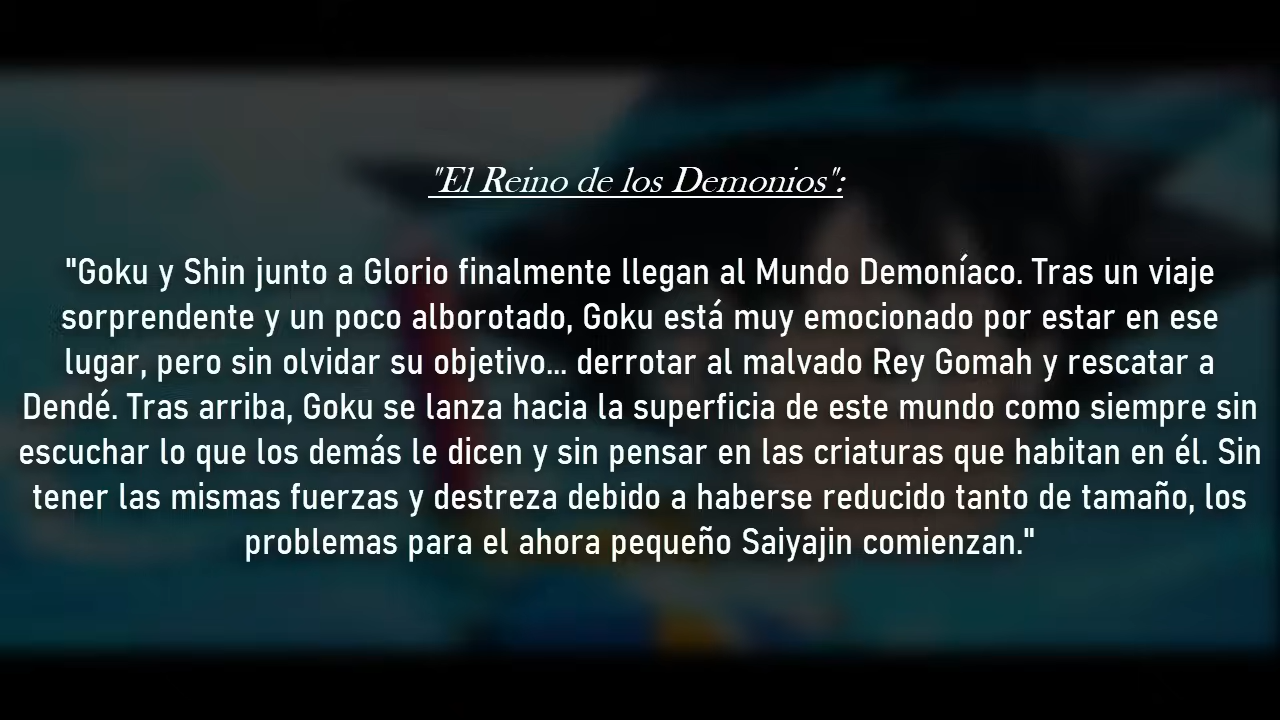 "El Reino de los Demonios":
"Goku y Shin junto a Glorio finalmente llegan al Mundo Demoníaco. Tras un viaje
sorprendente y un poco alborotado, Goku está muy emocionado por estar en ese
lugar, pero sin olvidar su objetivo... derrotar al malvado Rey Gomah y rescatar a
Dendé. Tras arriba, Goku se lanza hacia la superficia de este mundo como siempre sin
escuchar lo que los demás le dicen y sin pensar en las criaturas que habitan en él. Sin
tener las mismas fuerzas y destreza debido a haberse reducido tanto de tamaño, los
problemas para el ahora pequeño Saiyajin comienzan."